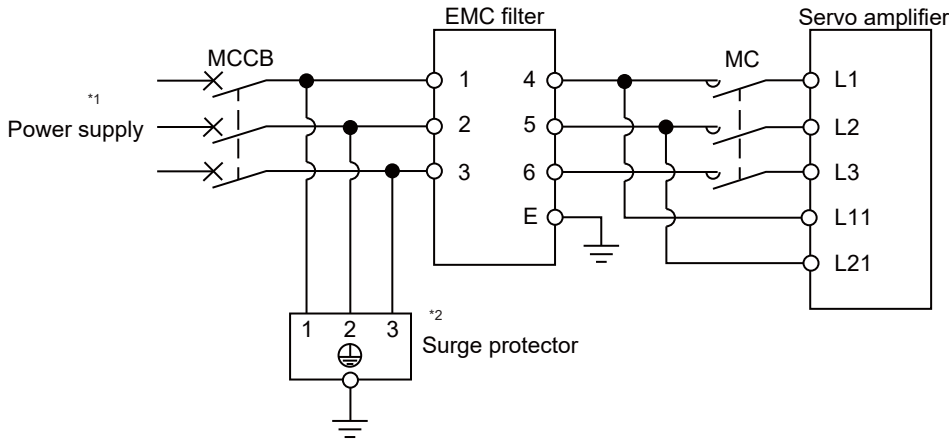 EMC filter
Servo amplifier
MCCB
MC
*1
Power supply
1
2
3
4
5
6
E
L1
L2
L3
L11
L21
1 2 3
*2
Surge protector